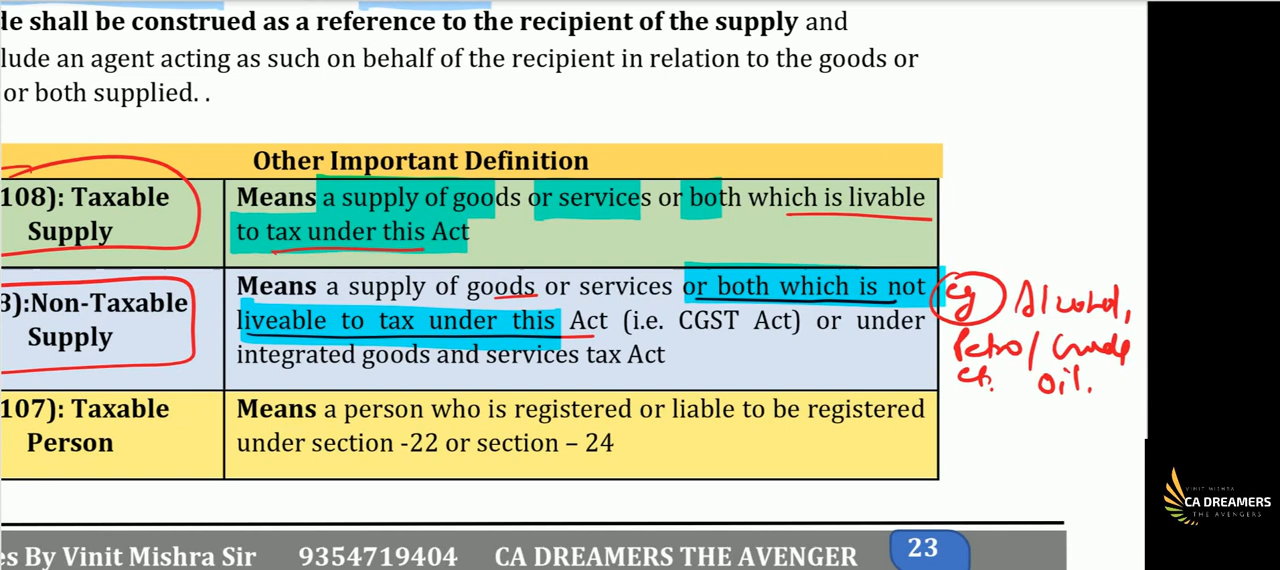 de shall be construed as a reference to the recipient of the supply and
lude an agent acting as such on behalf of the recipient in relation to the goods or
or both supplied. .
Other Important Definition
108): Taxable Supply
Means a supply of goods or services or both which is livable
to tax under this Act
3):Non-Taxable Supply
Means a supply of goods or services or both which is not
liveable to tax under this Act (i.e. CGST Act) or under
integrated goods and services tax Act
eg Alcohol,
Petro/Crude
oil.
107): Taxable Person
Means a person who is registered or liable to be registered
under section -22 or section – 24
es By Vinit Mishra Sir 9354719404 CA DREAMERS THE AVENGER 23
VINIT MISHRA
CA DREAMERS
THE AVENGERS